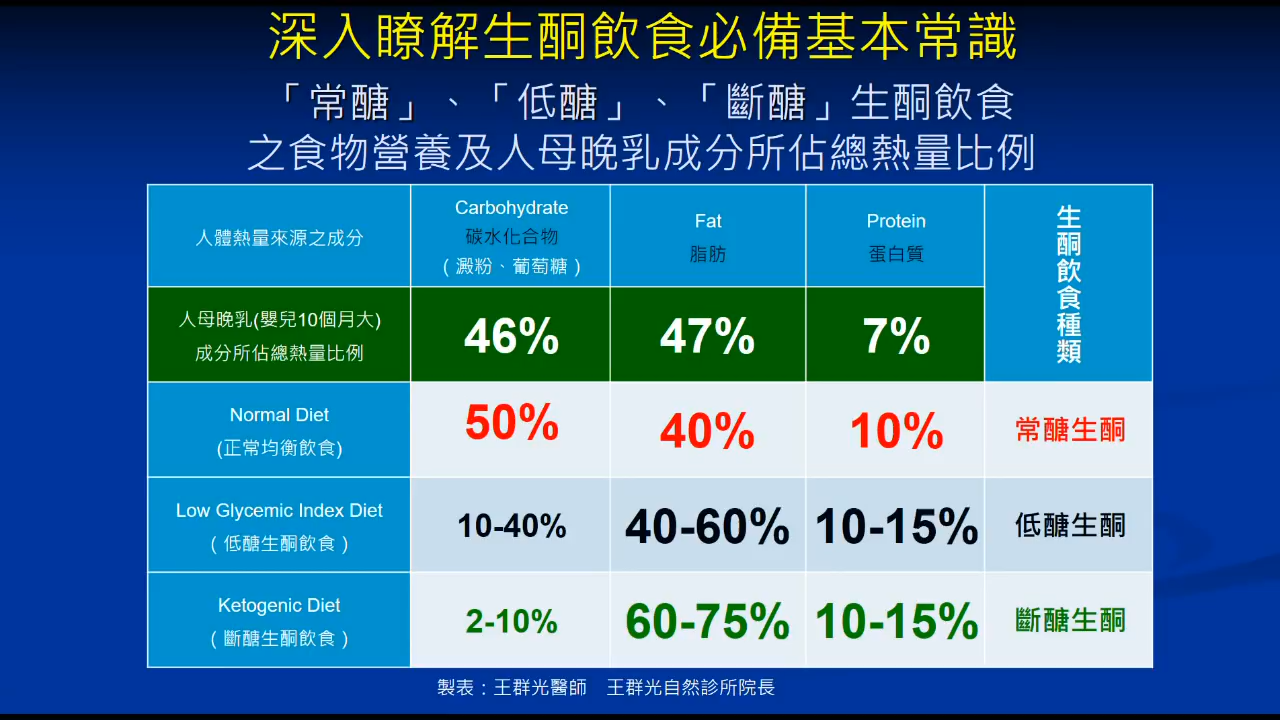 深入瞭解生酮飲食必備基本常識
「常醣」、「低醣」、「斷醣」生酮飲食
之食物營養及人母晚乳成分所佔總熱量比例
人體熱量來源之成分
Carbohydrate
碳水化合物
(澱粉、葡萄糖)
Fat
脂肪
Protein
蛋白質
生酮飲食種類
人母晚乳(嬰兒10個月大)
成分所佔總熱量比例
46%
47%
7%
Normal Diet
(正常均衡飲食)
50%
40%
10%
常醣生酮
Low Glycemic Index Diet
(低醣生酮飲食)
10-40%
40-60%
10-15%
低醣生酮
Ketogenic Diet
(斷醣生酮飲食)
2-10%
60-75%
10-15%
斷醣生酮
製表：王群光醫師　王群光自然診所院長